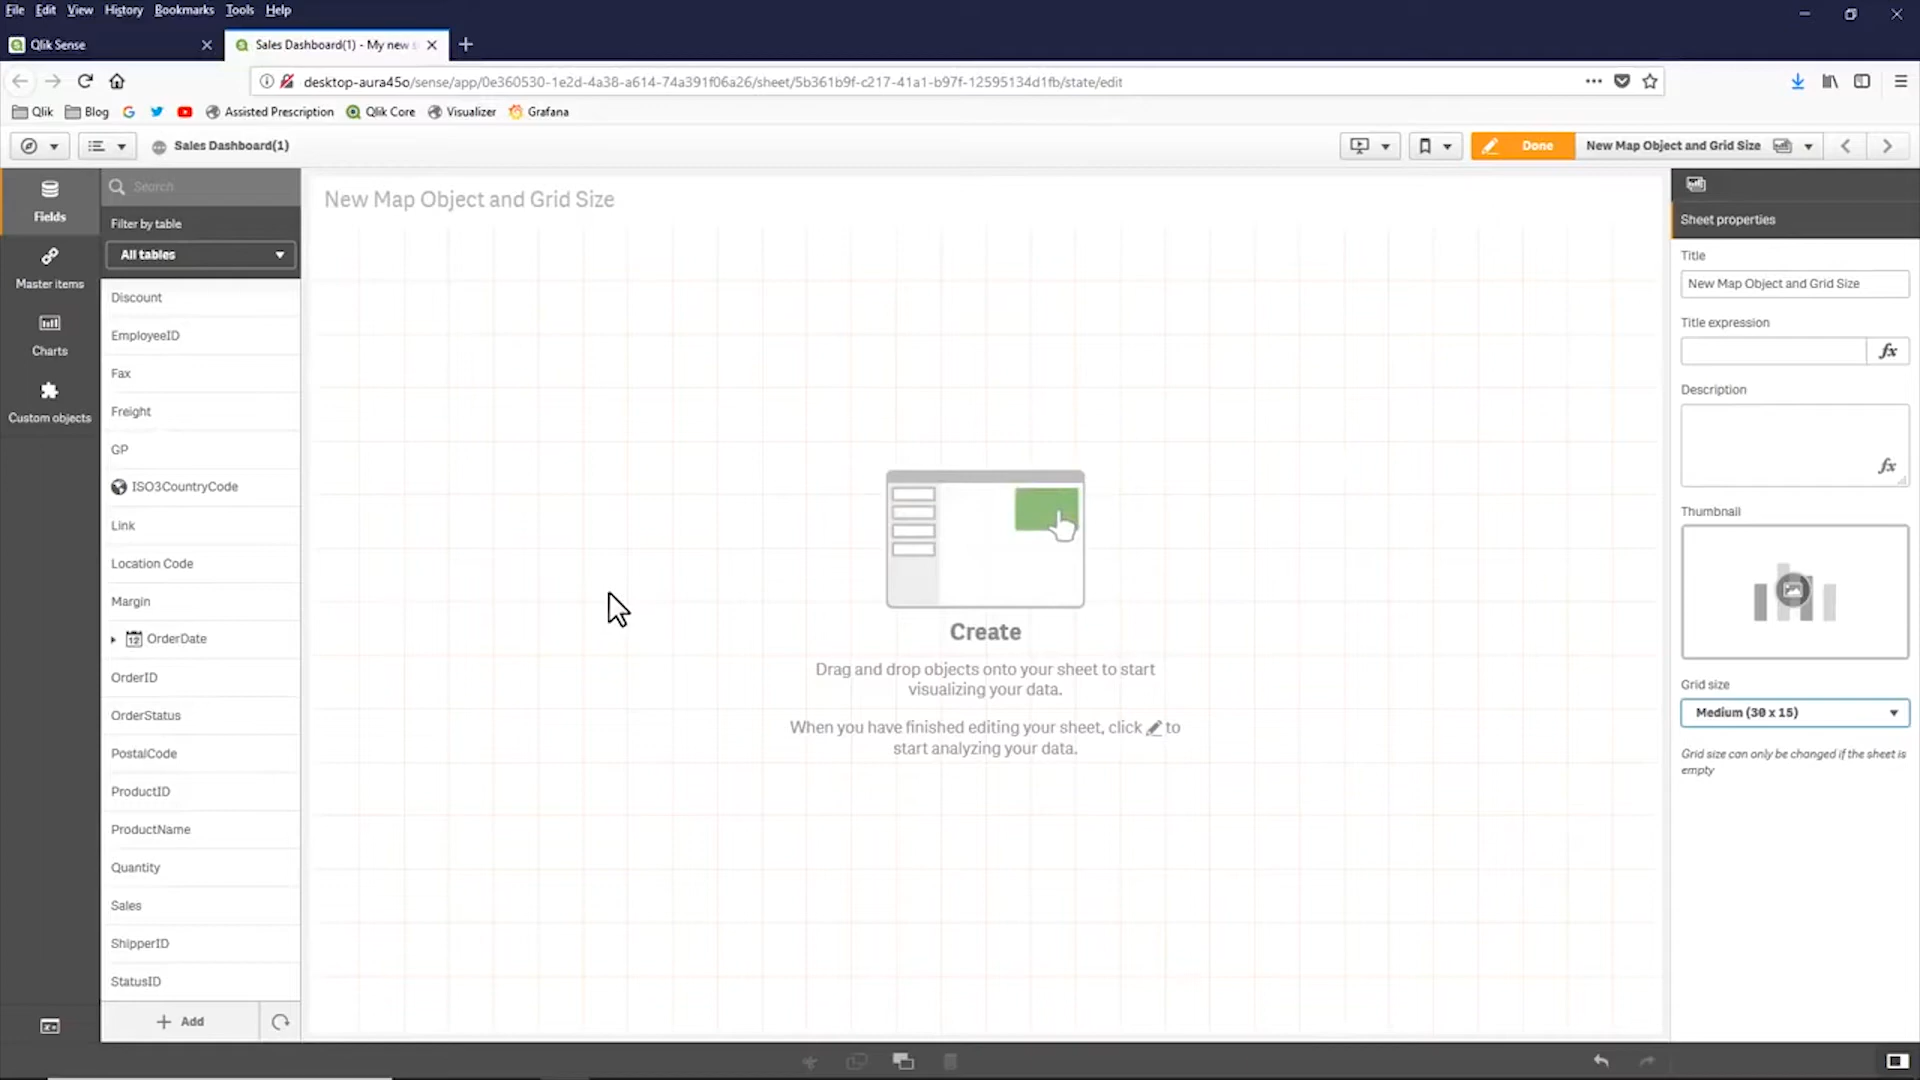 File Edit View History Bookmarks Tools Help
Qlik Sense
Sales Dashboard(1) - My new s
desktop-aura45o/sense/app/0e360530-1e2d-4a38-a614-74a391f06a26/sheet/5b361b9f-c217-41a1-b97f-12595134d1fb/state/edit
Qlik Blog Assisted Prescription Qlik Core Visualizer Grafana
Sales Dashboard(1)
Done
New Map Object and Grid Size
Fields
Master items
Charts
Custom objects
Search
Filter by table
All tables
Discount
EmployeeID
Fax
Freight
GP
ISO3CountryCode
Link
Location Code
Margin
12 OrderDate
OrderID
OrderStatus
PostalCode
ProductID
ProductName
Quantity
Sales
ShipperID
StatusID
Add
New Map Object and Grid Size
Create
Drag and drop objects onto your sheet to start
visualizing your data.
When you have finished editing your sheet, click to
start analyzing your data.
Sheet properties
Title
New Map Object and Grid Size
Title expression
fx
Description
fx
Thumbnail
Grid size
Medium (30 x 15)
Grid size can only be changed if the sheet is
empty